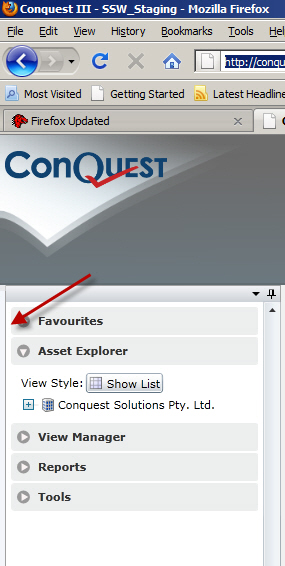 Conquest III - SSW_Staging - Mozilla Firefox
File Edit View History Bookmarks Tools
http://conqu
Most Visited Getting Started Latest Headline
Firefox Updated
CONQUEST
Favourites
Asset Explorer
View Style: Show List
Conquest Solutions Pty. Ltd.
View Manager
Reports
Tools